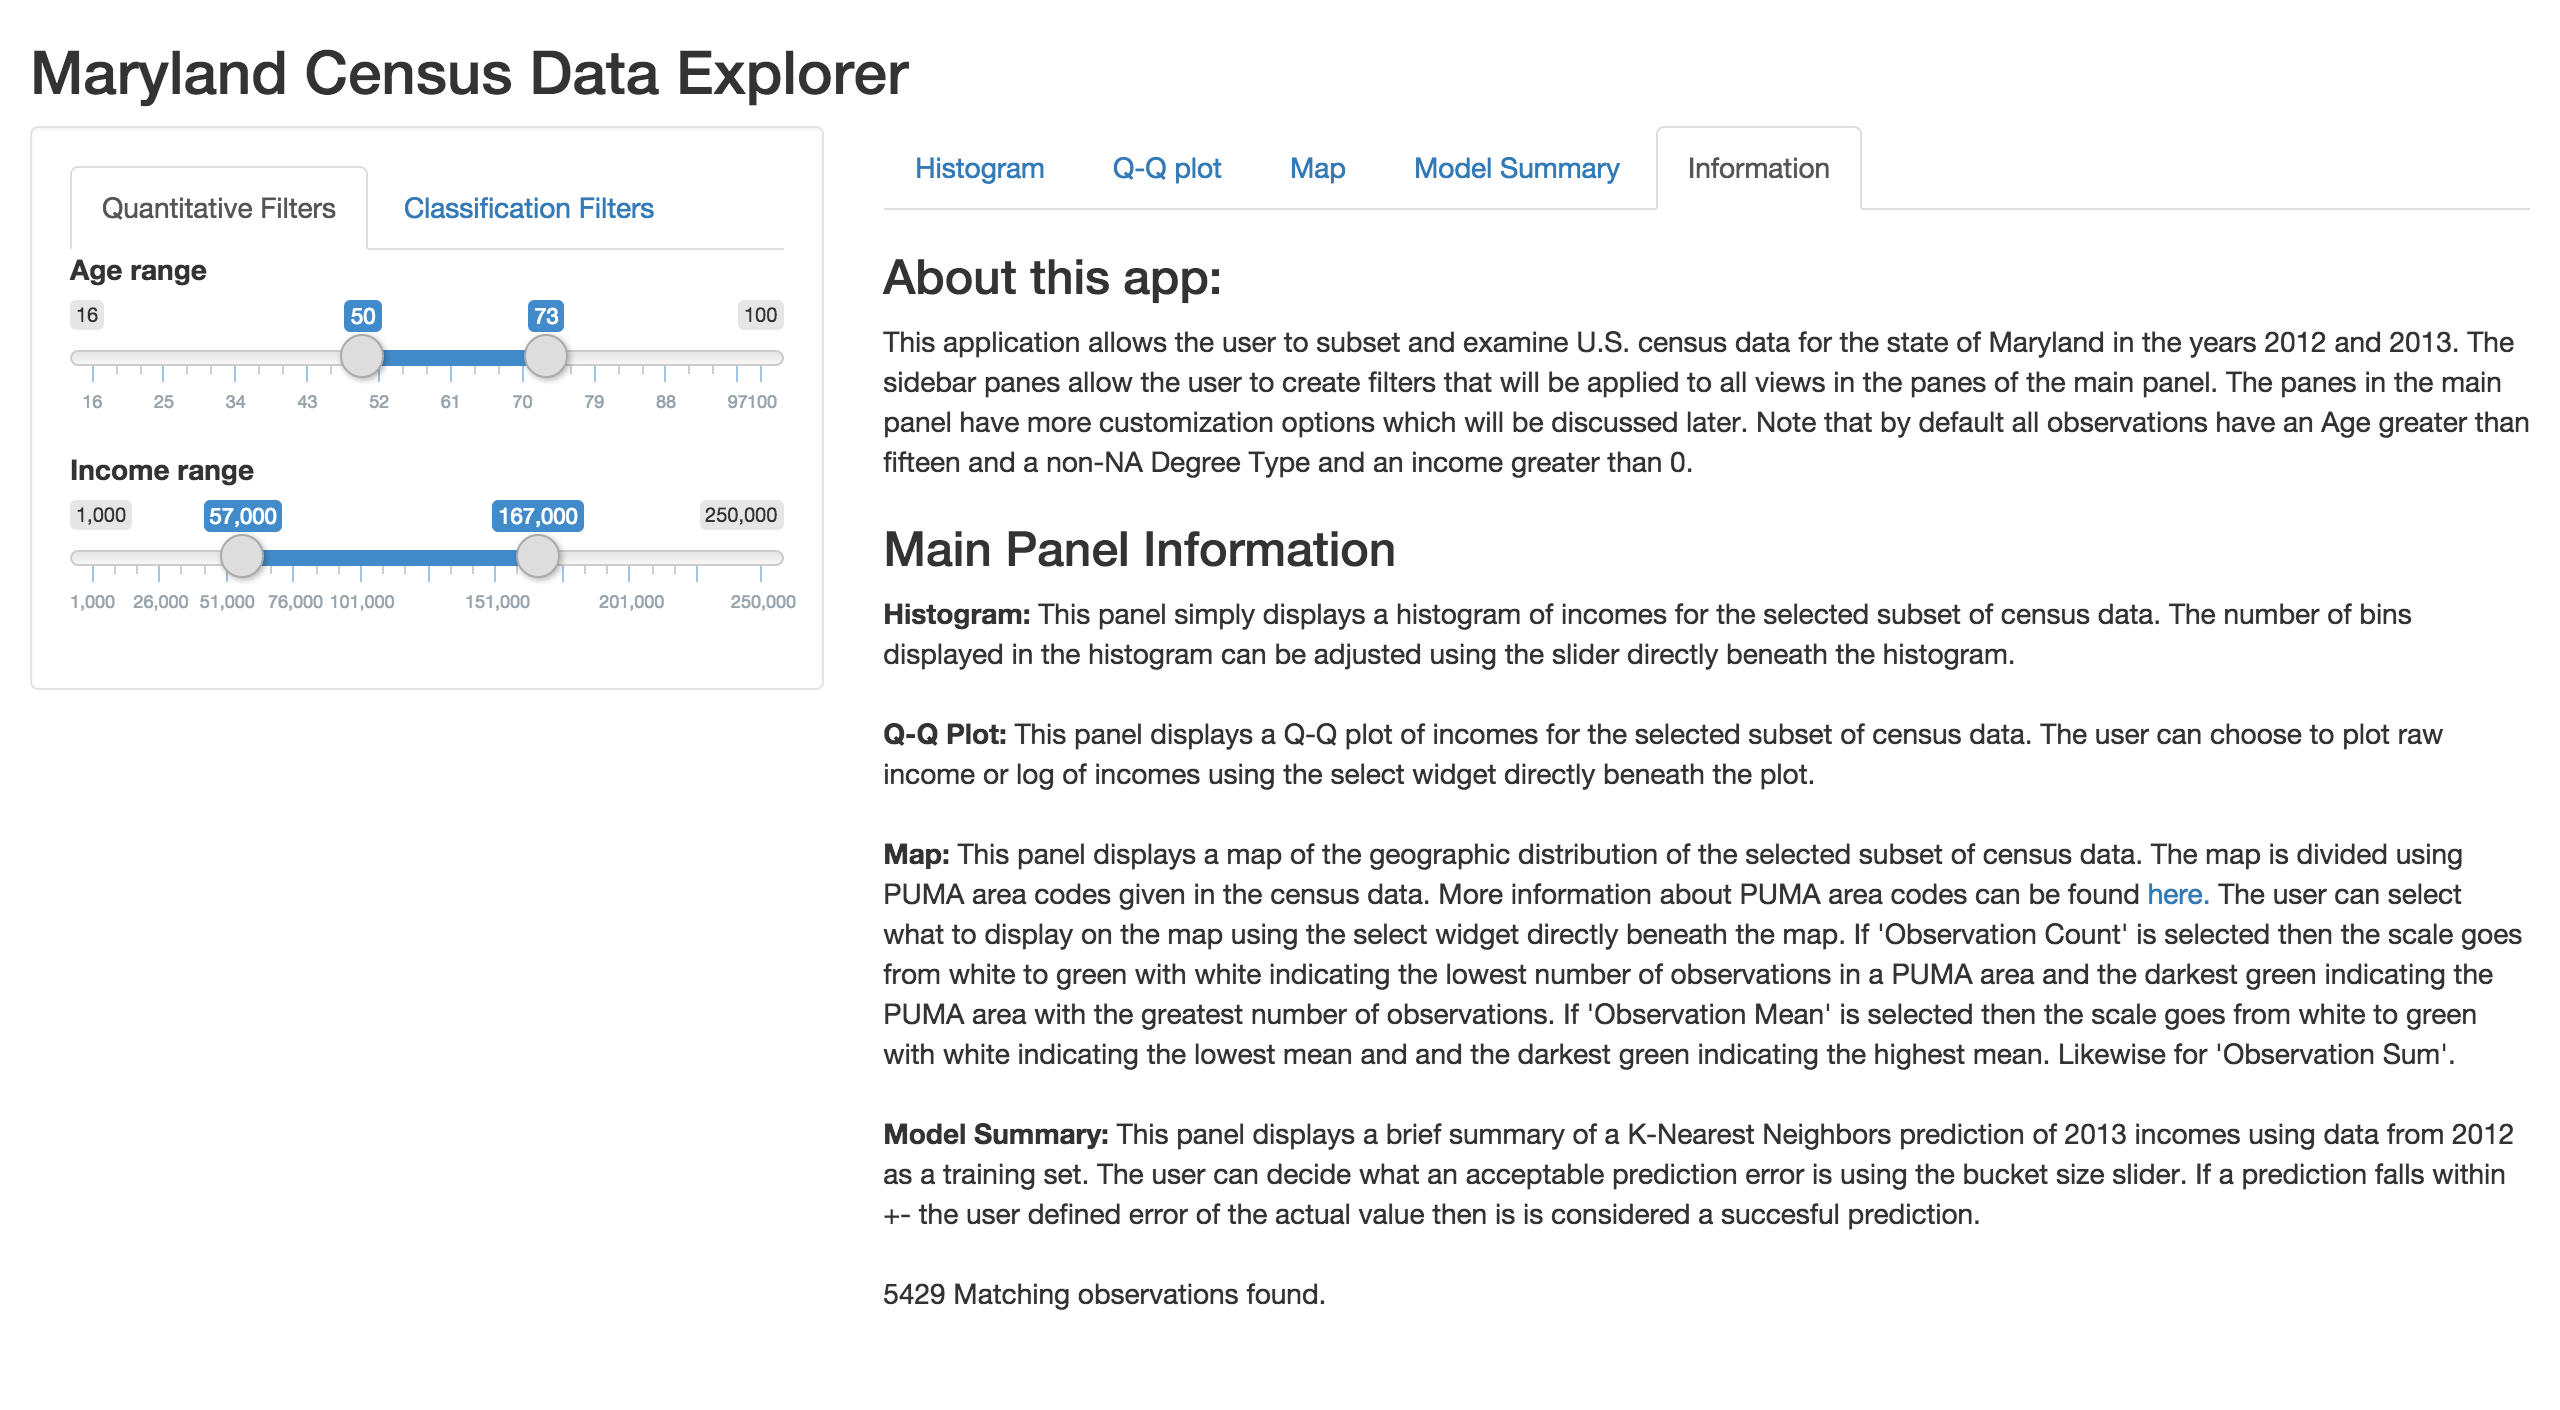 Maryland Census Data Explorer
Quantitative Filters
Classification Filters
Age range
16
50
73
100
16 25 34 43 52 61 70 79 88 97100
Income range
1,000
57,000
167,000
250,000
1,000 26,000 51,000 76,000 101,000 151,000 201,000 250,000
Histogram
Q-Q plot
Map
Model Summary
Information
About this app:
This application allows the user to subset and examine U.S. census data for the state of Maryland in the years 2012 and 2013. The
sidebar panes allow the user to create filters that will be applied to all views in the panes of the main panel. The panes in the main
panel have more customization options which will be discussed later. Note that by default all observations have an Age greater than
fifteen and a non-NA Degree Type and an income greater than 0.
Main Panel Information
Histogram: This panel simply displays a histogram of incomes for the selected subset of census data. The number of bins
displayed in the histogram can be adjusted using the slider directly beneath the histogram.
Q-Q Plot: This panel displays a Q-Q plot of incomes for the selected subset of census data. The user can choose to plot raw
income or log of incomes using the select widget directly beneath the plot.
Map: This panel displays a map of the geographic distribution of the selected subset of census data. The map is divided using
PUMA area codes given in the census data. More information about PUMA area codes can be found here. The user can select
what to display on the map using the select widget directly beneath the map. If 'Observation Count' is selected then the scale goes
from white to green with white indicating the lowest number of observations in a PUMA area and the darkest green indicating the
PUMA area with the greatest number of observations. If 'Observation Mean' is selected then the scale goes from white to green
with white indicating the lowest mean and and the darkest green indicating the highest mean. Likewise for 'Observation Sum'.
Model Summary: This panel displays a brief summary of a K-Nearest Neighbors prediction of 2013 incomes using data from 2012
as a training set. The user can decide what an acceptable prediction error is using the bucket size slider. If a prediction falls within
+- the user defined error of the actual value then is is considered a succesful prediction.
5429 Matching observations found.